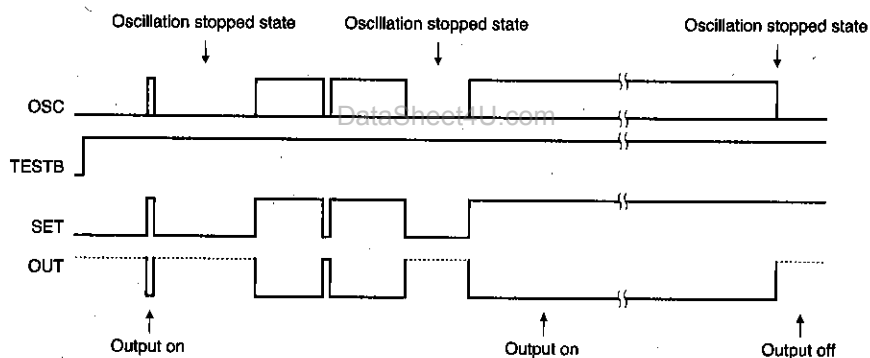 Oscillation stopped state
Oscillation stopped state
Oscillation stopped state
OSC
DataSheet4U.com
TESTB
SET
OUT
Output on
Output on
Output off